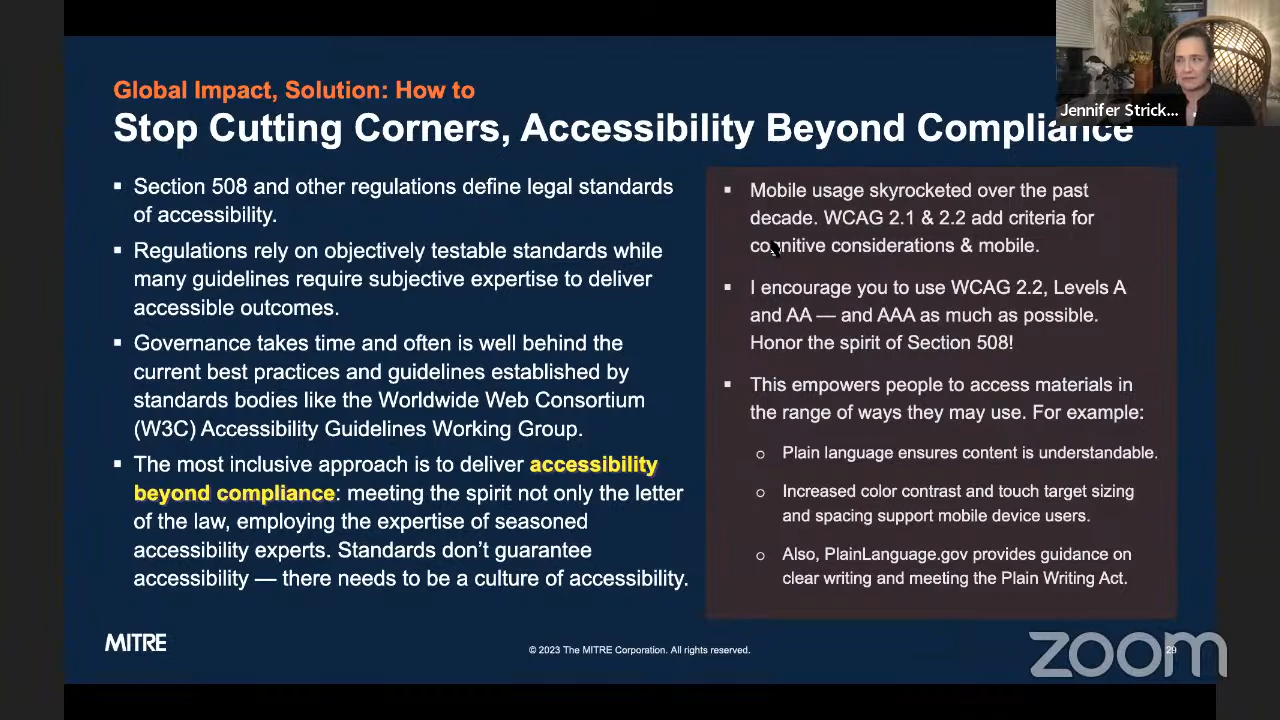 Global Impact, Solution: How to
Stop Cutting Corners, Accessibility Beyond Compliance
Jennifer Strick...
▪ Section 508 and other regulations define legal standards
of accessibility.
▪ Regulations rely on objectively testable standards while
many guidelines require subjective expertise to deliver
accessible outcomes.
▪ Governance takes time and often is well behind the
current best practices and guidelines established by
standards bodies like the Worldwide Web Consortium
(W3C) Accessibility Guidelines Working Group.
▪ The most inclusive approach is to deliver accessibility
beyond compliance: meeting the spirit not only the letter
of the law, employing the expertise of seasoned
accessibility experts. Standards don’t guarantee
accessibility — there needs to be a culture of accessibility.
▪ Mobile usage skyrocketed over the past
decade. WCAG 2.1 & 2.2 add criteria for
cognitive considerations & mobile.
▪ I encourage you to use WCAG 2.2, Levels A
and AA — and AAA as much as possible.
Honor the spirit of Section 508!
▪ This empowers people to access materials in
the range of ways they may use. For example:
○ Plain language ensures content is understandable.
○ Increased color contrast and touch target sizing
and spacing support mobile device users.
○ Also, PlainLanguage.gov provides guidance on
clear writing and meeting the Plain Writing Act.
MITRE
© 2023 The MITRE Corporation. All rights reserved.
29
zoom